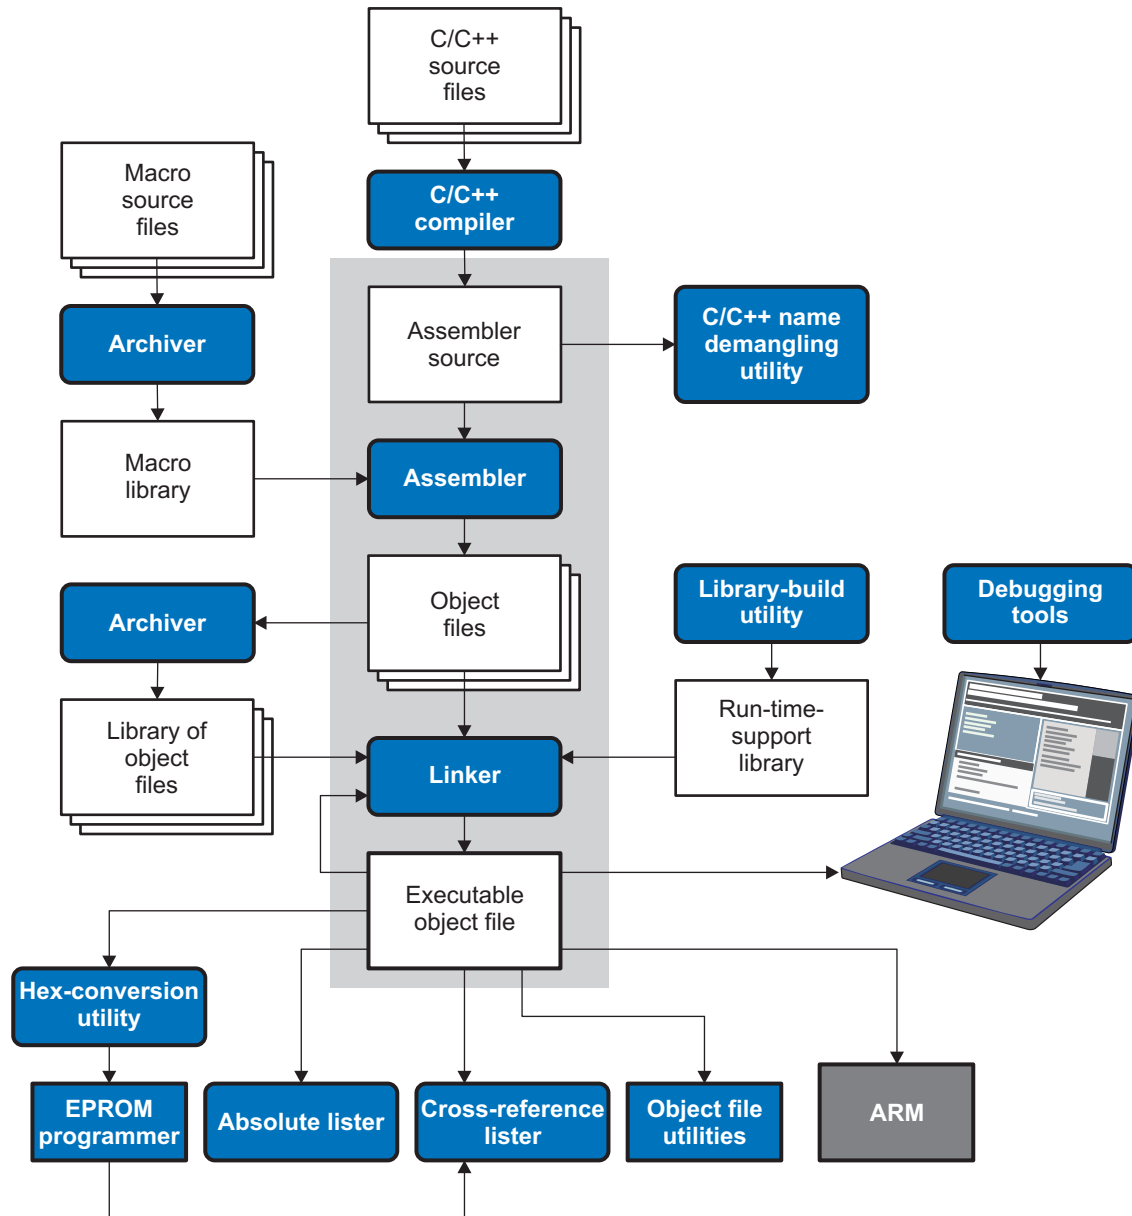 C/C++
source
files
Macro
source
files
C/C++
compiler
Archiver
Assembler
source
C/C++ name
demangling
utility
Macro
library
Assembler
Archiver
Object
files
Library-build
utility
Debugging
tools
Library of
object
files
Linker
Run-time-
support
library
Executable
object file
Hex-conversion
utility
EPROM
programmer
Absolute lister
Cross-reference
lister
Object file
utilities
ARM